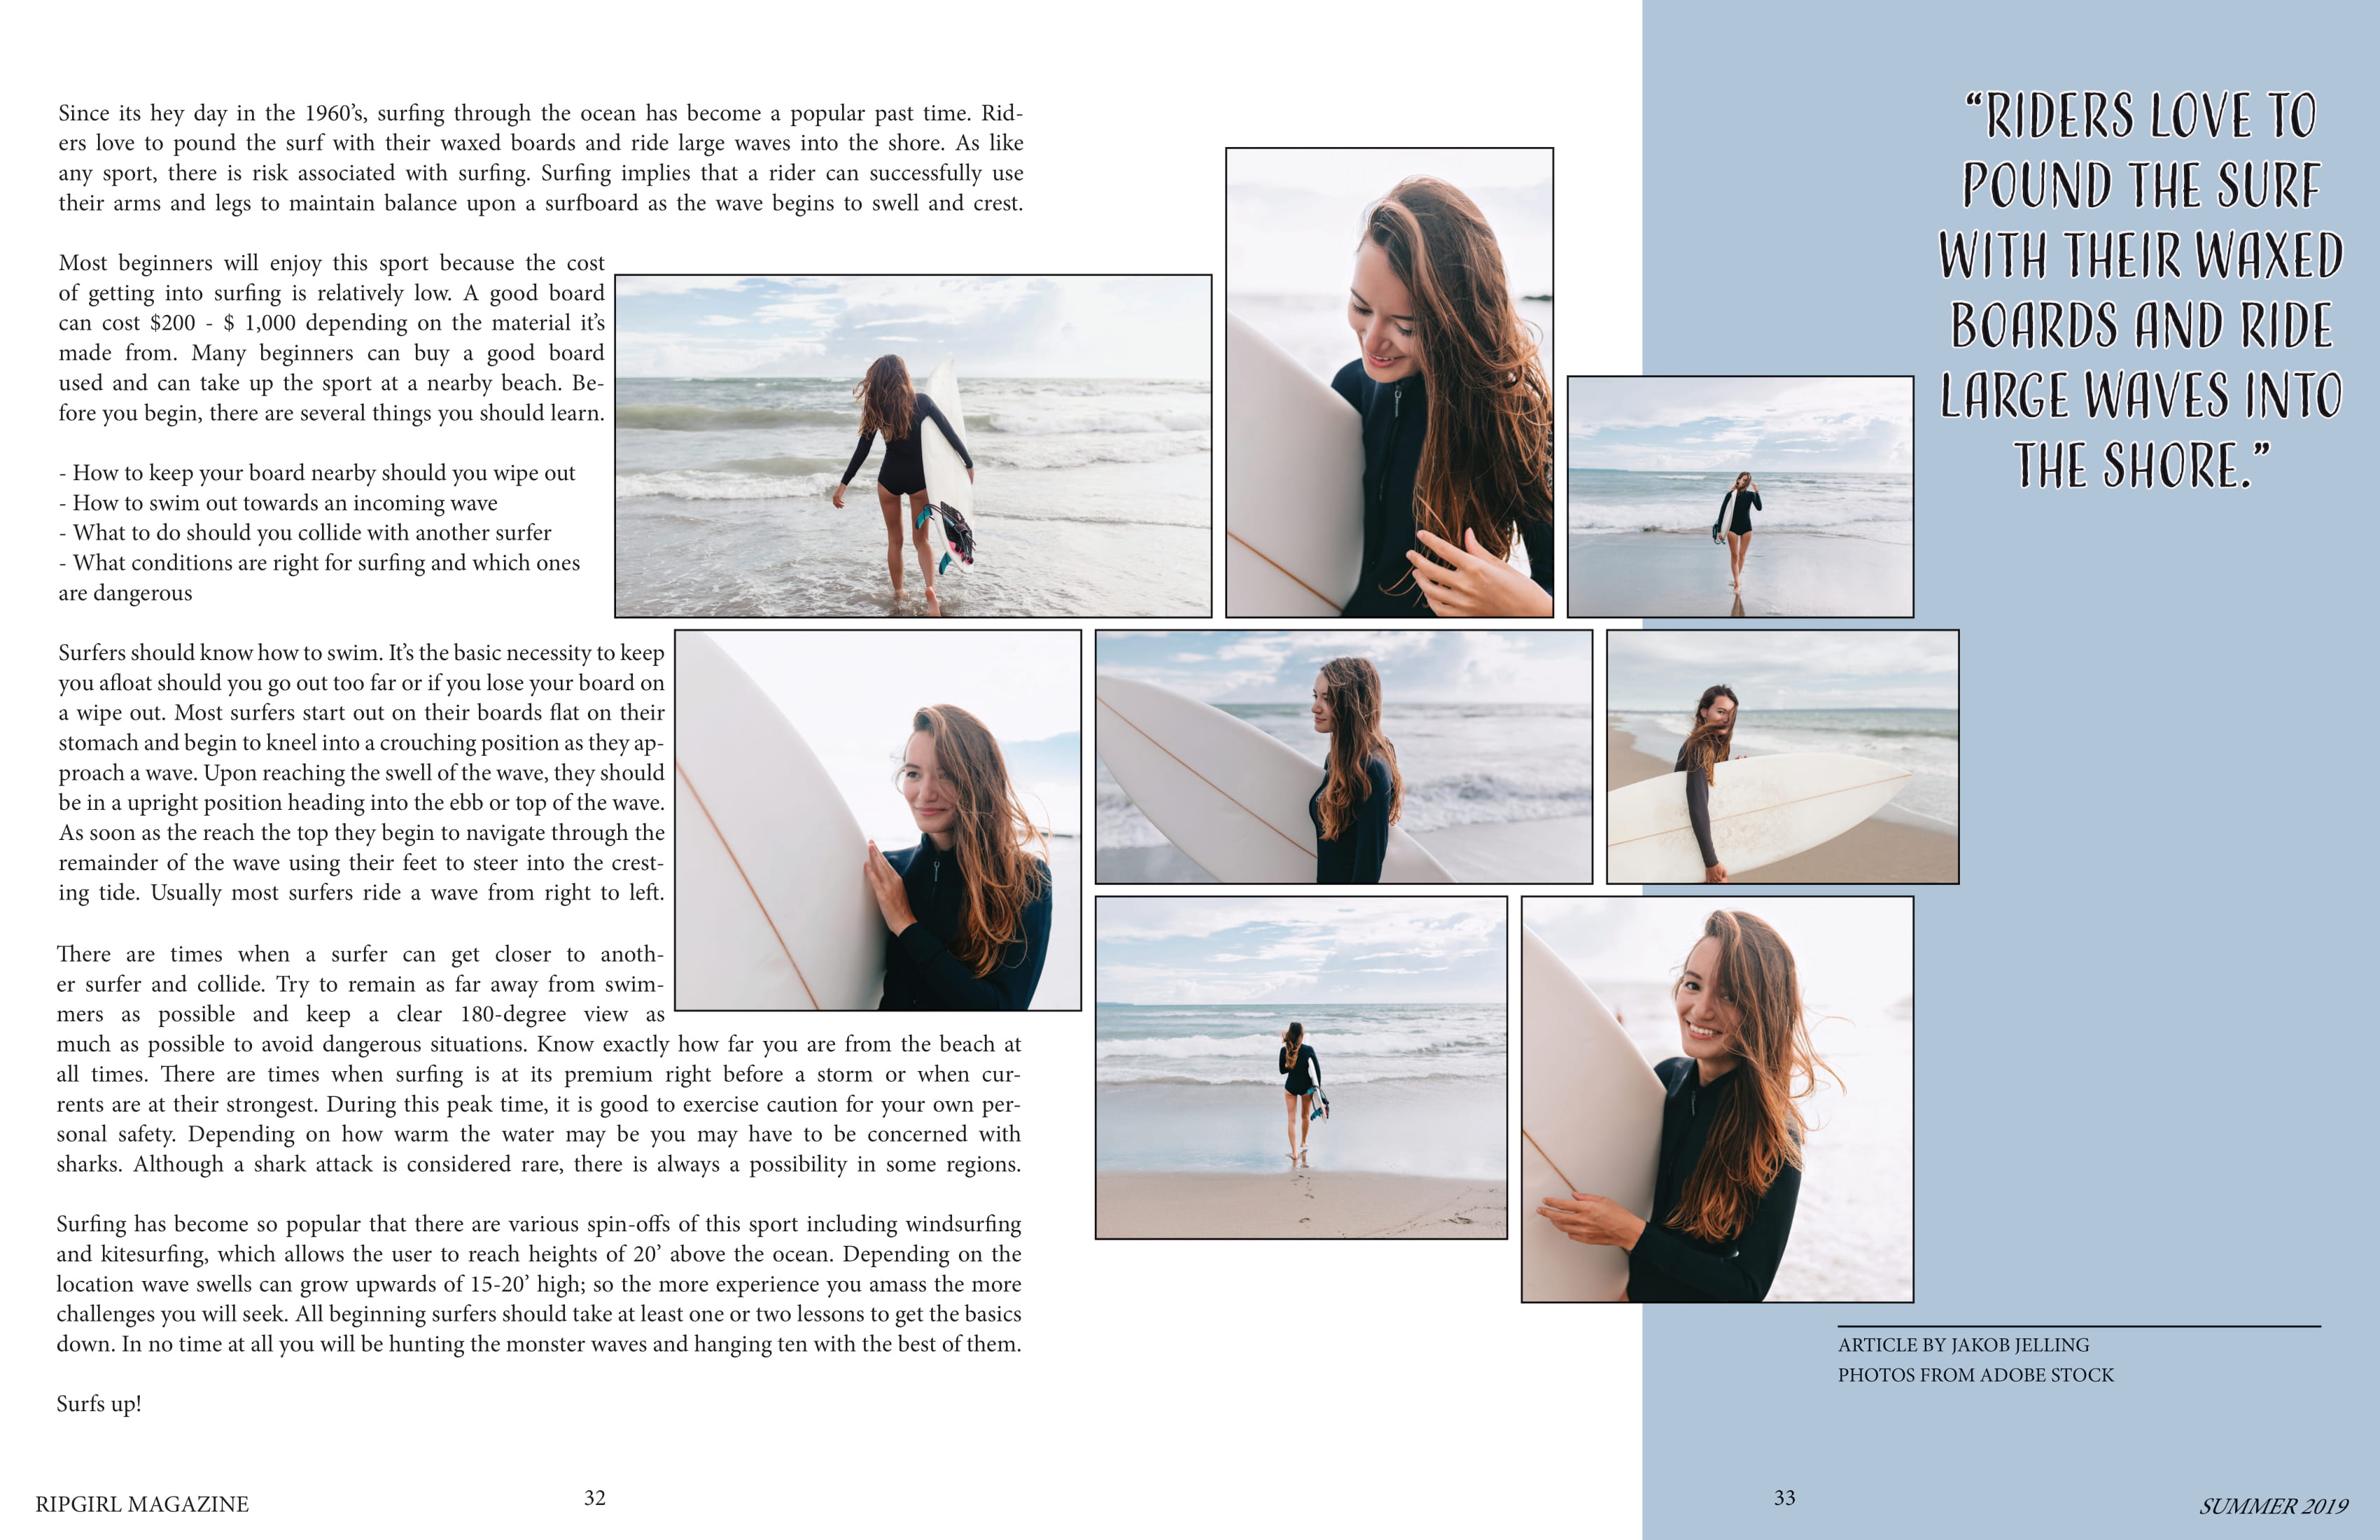 Since its hey day in the 1960’s, surfing through the ocean has become a popular past time. Rid-
ers love to pound the surf with their waxed boards and ride large waves into the shore. As like
any sport, there is risk associated with surfing. Surfing implies that a rider can successfully use
their arms and legs to maintain balance upon a surfboard as the wave begins to swell and crest.
Most beginners will enjoy this sport because the cost
of getting into surfing is relatively low. A good board
can cost $200 - $ 1,000 depending on the material it’s
made from. Many beginners can buy a good board
used and can take up the sport at a nearby beach. Be-
fore you begin, there are several things you should learn.
- How to keep your board nearby should you wipe out
- How to swim out towards an incoming wave
- What to do should you collide with another surfer
- What conditions are right for surfing and which ones
are dangerous
Surfers should know how to swim. It’s the basic necessity to keep
you afloat should you go out too far or if you lose your board on
a wipe out. Most surfers start out on their boards flat on their
stomach and begin to kneel into a crouching position as they ap-
proach a wave. Upon reaching the swell of the wave, they should
be in a upright position heading into the ebb or top of the wave.
As soon as the reach the top they begin to navigate through the
remainder of the wave using their feet to steer into the crest-
ing tide. Usually most surfers ride a wave from right to left.
There are times when a surfer can get closer to anoth-
er surfer and collide. Try to remain as far away from swim-
mers as possible and keep a clear 180-degree view as
much as possible to avoid dangerous situations. Know exactly how far you are from the beach at
all times. There are times when surfing is at its premium right before a storm or when cur-
rents are at their strongest. During this peak time, it is good to exercise caution for your own per-
sonal safety. Depending on how warm the water may be you may have to be concerned with
sharks. Although a shark attack is considered rare, there is always a possibility in some regions.
Surfing has become so popular that there are various spin-offs of this sport including windsurfing
and kitesurfing, which allows the user to reach heights of 20’ above the ocean. Depending on the
location wave swells can grow upwards of 15-20’ high; so the more experience you amass the more
challenges you will seek. All beginning surfers should take at least one or two lessons to get the basics
down. In no time at all you will be hunting the monster waves and hanging ten with the best of them.
Surfs up!
RIPGIRL MAGAZINE
32
“RIDERS LOVE TO
POUND THE SURF
WITH THEIR WAXED
BOARDS AND RIDE
LARGE WAVES INTO
THE SHORE.”
ARTICLE BY JAKOB JELLING
PHOTOS FROM ADOBE STOCK
33
SUMMER 2019